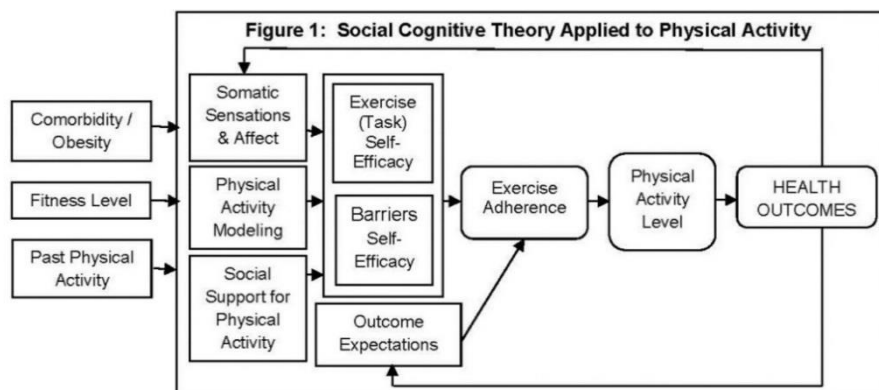 Figure 1: Social Cognitive Theory Applied to Physical Activity
Comorbidity /
Obesity
Fitness Level
Past Physical
Activity
Somatic
Sensations
& Affect
Physical
Activity
Modeling
Social
Support for
Physical
Activity
Exercise
(Task)
Self-
Efficacy
Barriers
Self-
Efficacy
Outcome
Expectations
Exercise
Adherence
Physical
Activity
Level
HEALTH
OUTCOMES